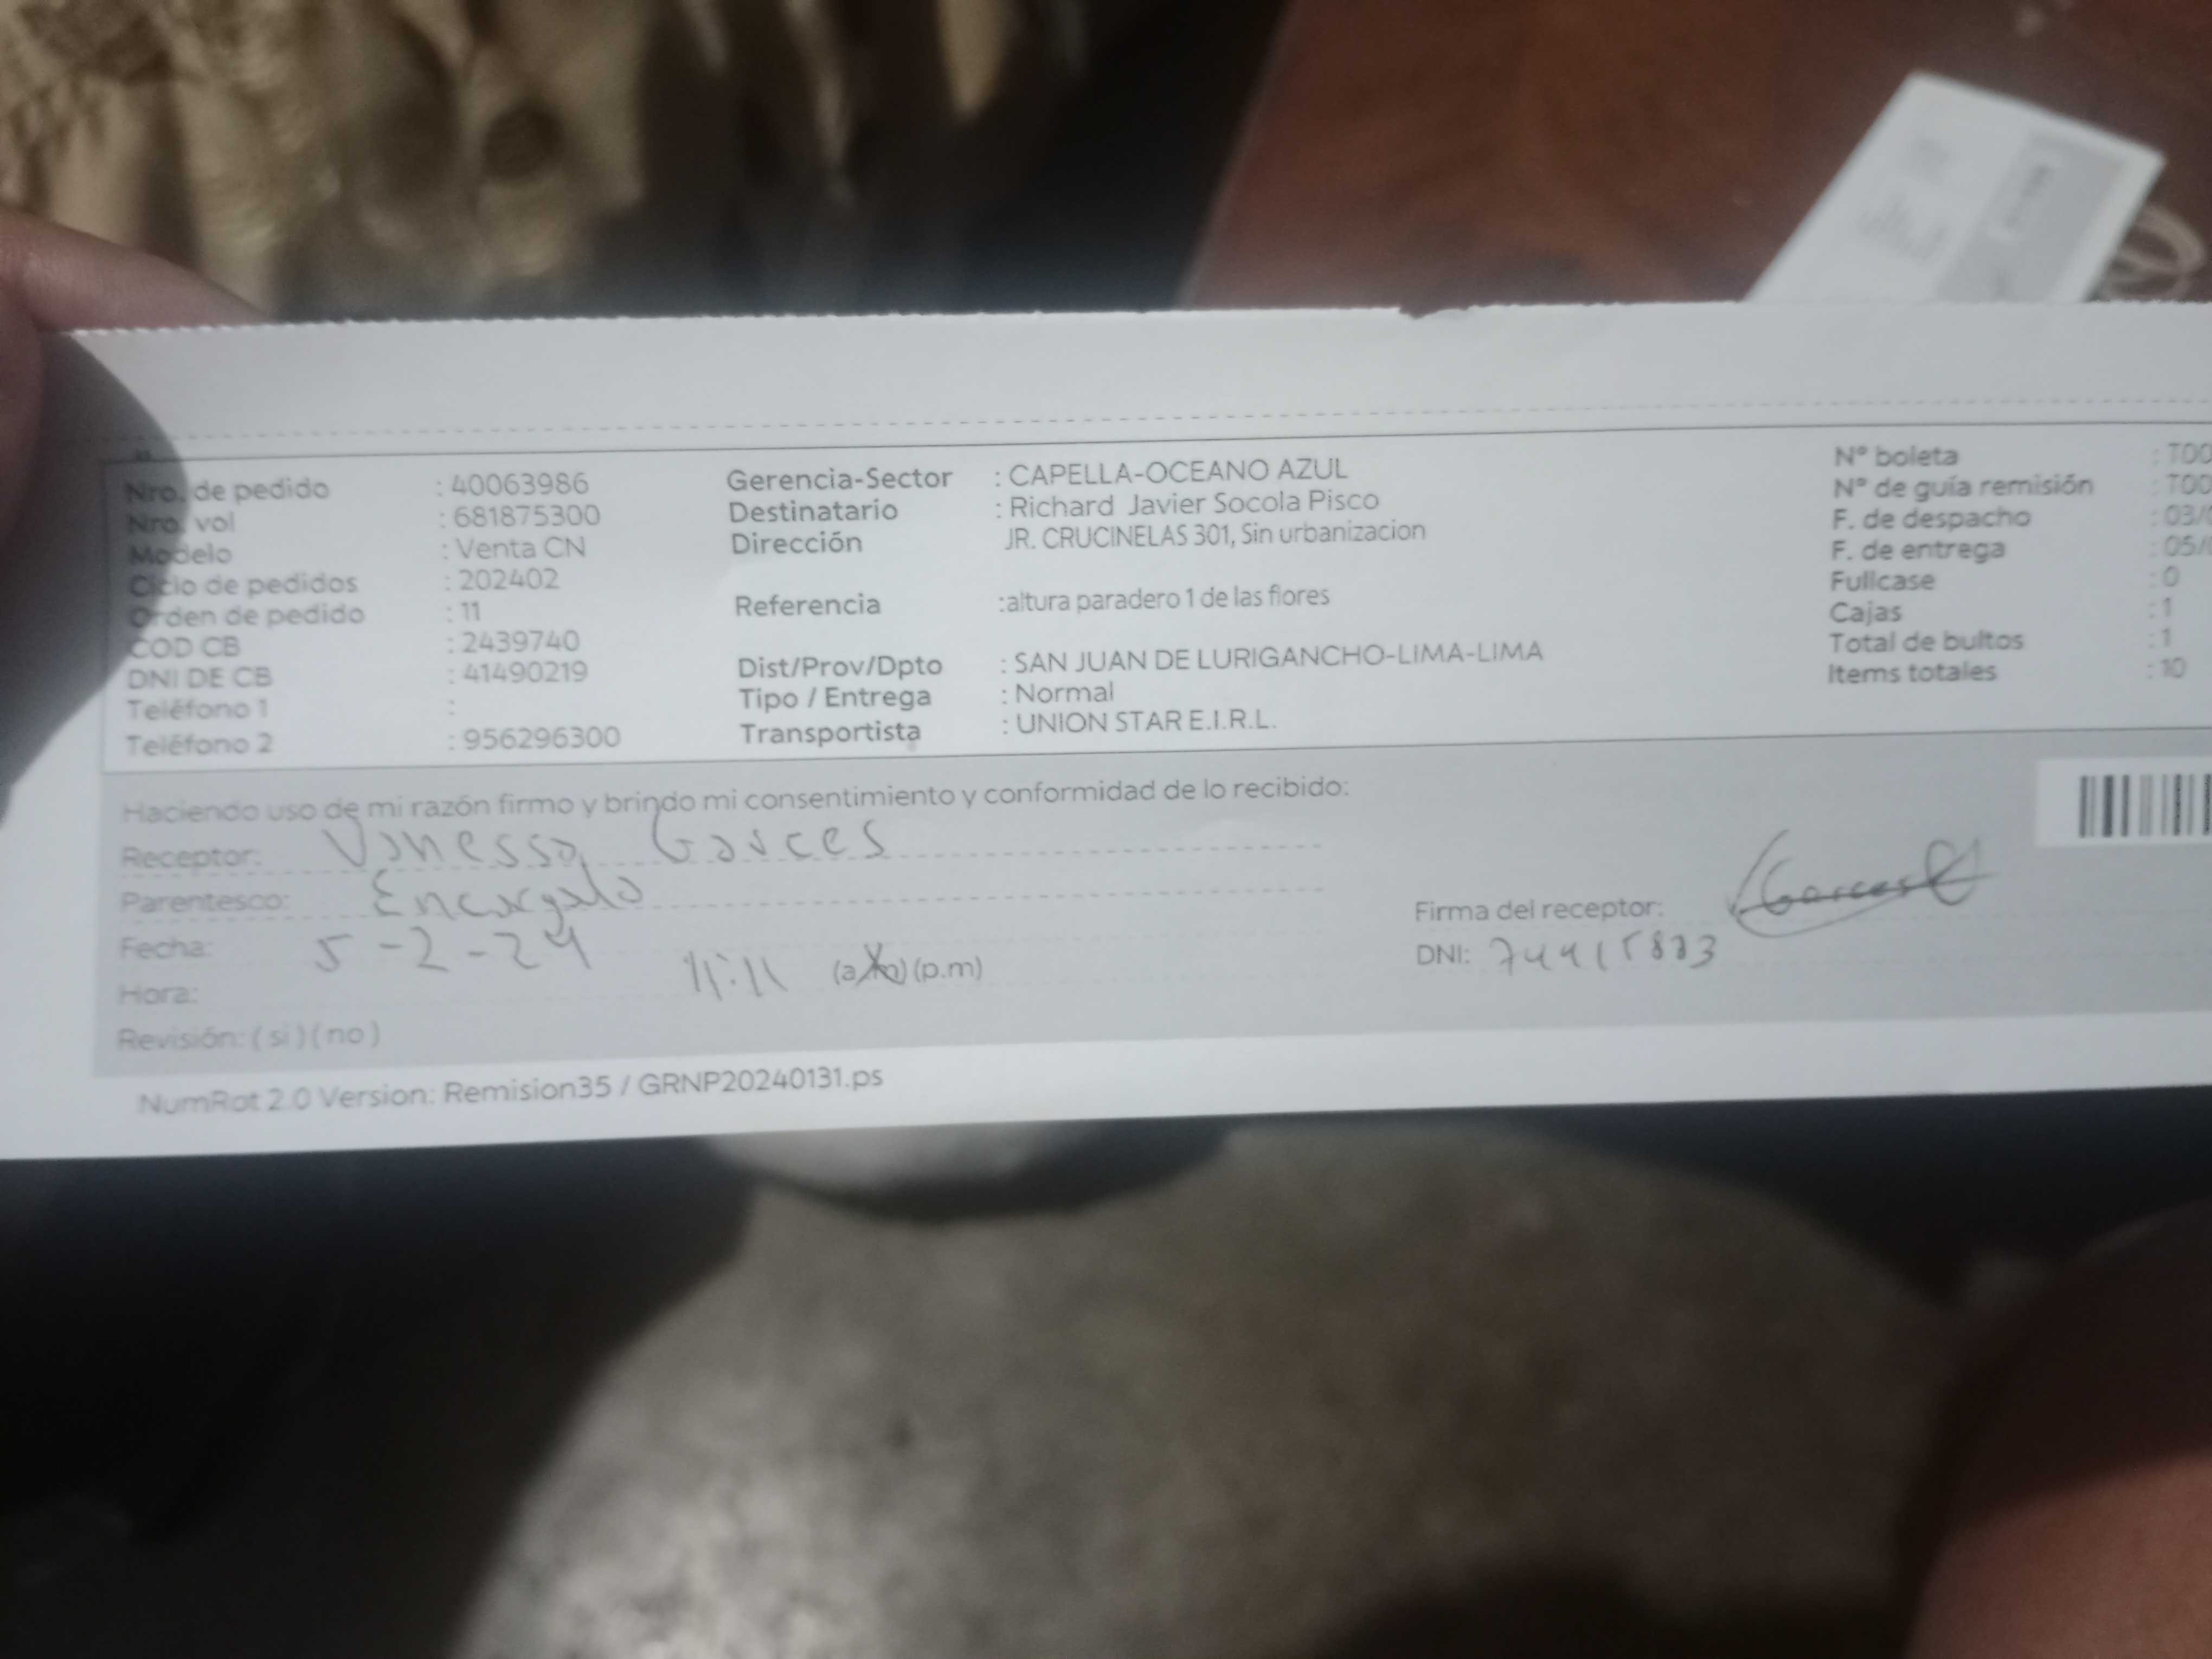 Nro. de pedido : 40063986
Nro. vol : 681875300
Modelo : Venta CN
Ciclo de pedidos : 202402
Orden de pedido : 11
COD CB : 2439740
DNI DE CB : 41490219
Teléfono 1 :
Teléfono 2 : 956296300
Gerencia-Sector : CAPELLA-OCEANO AZUL
Destinatario : Richard Javier Socola Pisco
Dirección JR. CRUCINELAS 301, Sin urbanizacion
Referencia :altura paradero 1 de las flores
Dist/Prov/Dpto : SAN JUAN DE LURIGANCHO-LIMA-LIMA
Tipo / Entrega : Normal
Transportista : UNION STAR E.I.R.L.
N° boleta : T00
N° de guía remisión : T00
F. de despacho : 03/
F. de entrega : 05/
Fullcase : 0
Cajas : 1
Total de bultos : 1
Items totales : 10
Haciendo uso de mi razón firmo y brindo mi consentimiento y conformidad de lo recibido:
Receptor: Vanessa Garces
Parentesco: Encargado
Fecha: 5-2-24
Hora: 11:11 (a.m) (p.m)
Revisión: ( si ) ( no )
Firma del receptor: Garces
DNI:
NumRot 2.0 Version: Remision35 / GRNP20240131.ps